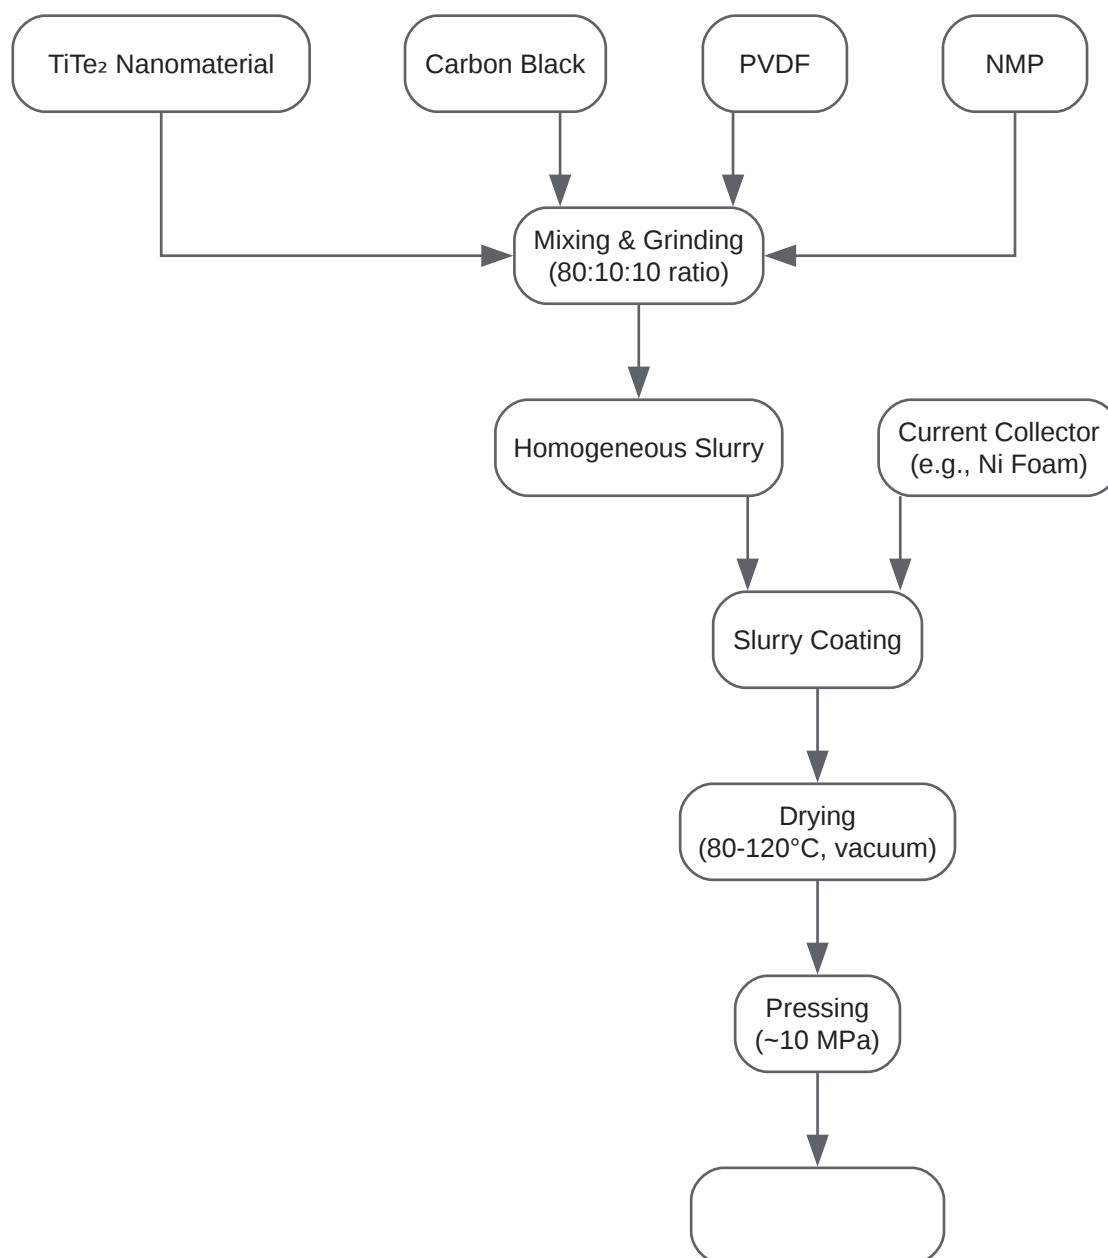 TiTe₂ Nanomaterial
Carbon Black
PVDF
NMP
Mixing & Grinding
(80:10:10 ratio)
Homogeneous Slurry
Current Collector
(e.g., Ni Foam)
Slurry Coating
Drying
(80-120°C, vacuum)
Pressing
(~10 MPa)